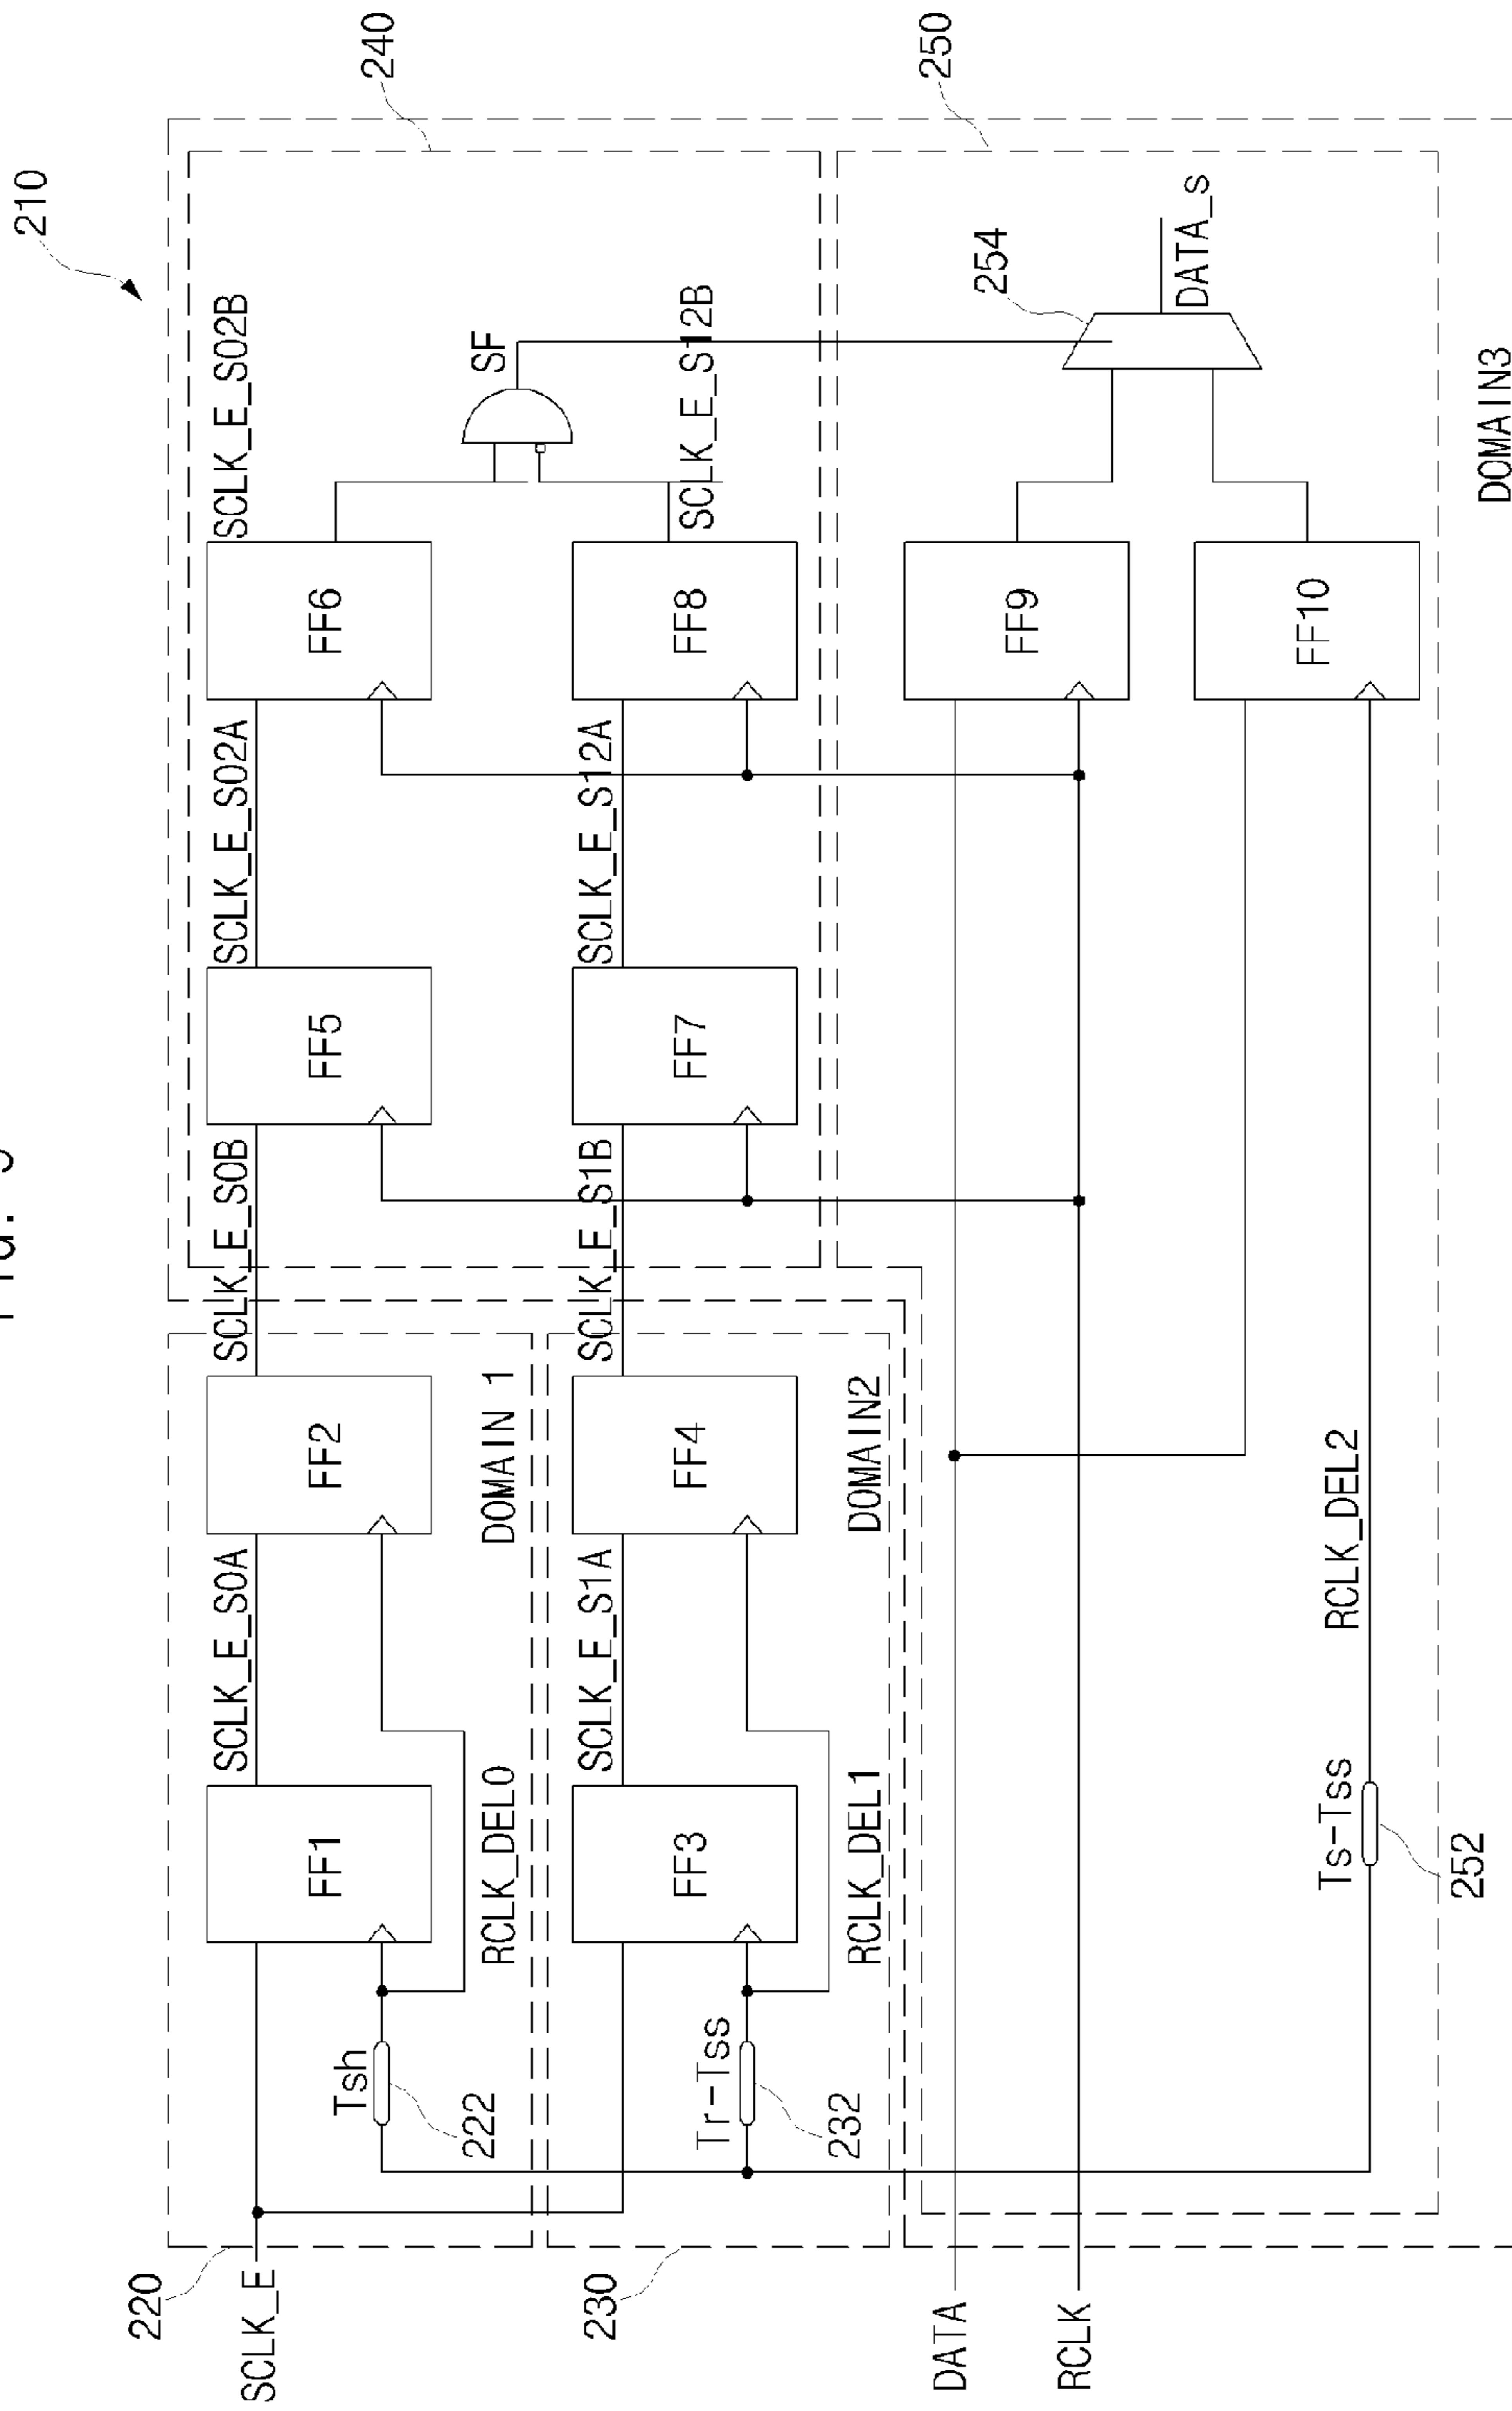 210
240
250
220
SCLK_E
FF1
SCLK_E_S0A
FF2
SCLK_E_S0B
FF5
SCLK_E_S02A
FF6
SCLK_E_S02B
Tsh
222
RCLK_DEL0
DOMAIN 1
SF
230
FF3
SCLK_E_S1A
FF4
SCLK_E_S1B
FF7
SCLK_E_S12A
FF8
SCLK_E_S12B
Tr-Tss
232
RCLK_DEL1
DOMAIN2
DATA
RCLK
FF9
254
DATA_s
FF10
Ts-Tss
252
RCLK_DEL2
DOMAIN3